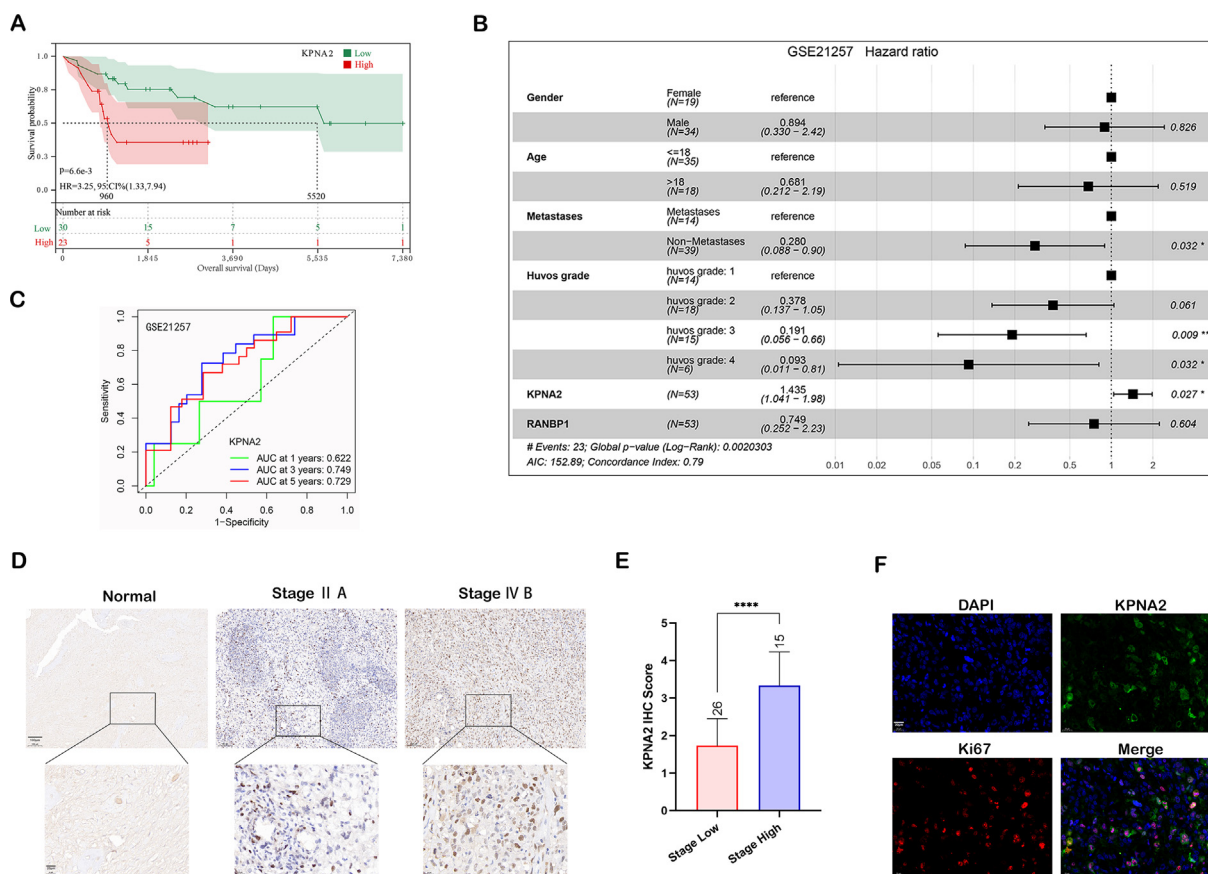 A
KPNA2
Low
High
Survival probability
1.0
0.8
0.5
0.3
0.0
p=6.6e-3
HR=3.25, 95%CI%(1.33,7.94)
960
5520
Number at risk
Low 30 15 7 5 1
High 23 5 1 1 1
0 1,845 3,690 5,535 7,380
Overall survival (Days)
B
GSE21257 Hazard ratio
Gender Female (N=19) reference
Male (N=34) 0.894 (0.330 − 2.42) 0.826
Age <=18 (N=35) reference
>18 (N=18) 0.681 (0.212 − 2.19) 0.519
Metastases Metastases (N=14) reference
Non−Metastases (N=39) 0.280 (0.088 − 0.90) 0.032 *
Huvos grade huvos grade: 1 (N=14) reference
huvos grade: 2 (N=18) 0.378 (0.137 − 1.05) 0.061
huvos grade: 3 (N=15) 0.191 (0.056 − 0.66) 0.009 **
huvos grade: 4 (N=6) 0.093 (0.011 − 0.81) 0.032 *
KPNA2 (N=53) 1.435 (1.041 − 1.98) 0.027 *
RANBP1 (N=53) 0.749 (0.252 − 2.23) 0.604
# Events: 23; Global p−value (Log−Rank): 0.0020303
AIC: 152.89; Concordance Index: 0.79
0.01 0.02 0.05 0.1 0.2 0.5 1 2
C
GSE21257
Sensitivity
1.0
0.8
0.6
0.4
0.2
0.0
KPNA2
AUC at 1 years: 0.622
AUC at 3 years: 0.749
AUC at 5 years: 0.729
0.0 0.2 0.4 0.6 0.8 1.0
1−Specificity
D
Normal
Stage II A
Stage IV B
E
KPNA2 IHC Score
5
4
3
2
1
0
****
26
15
Stage Low
Stage High
F
DAPI
KPNA2
Ki67
Merge